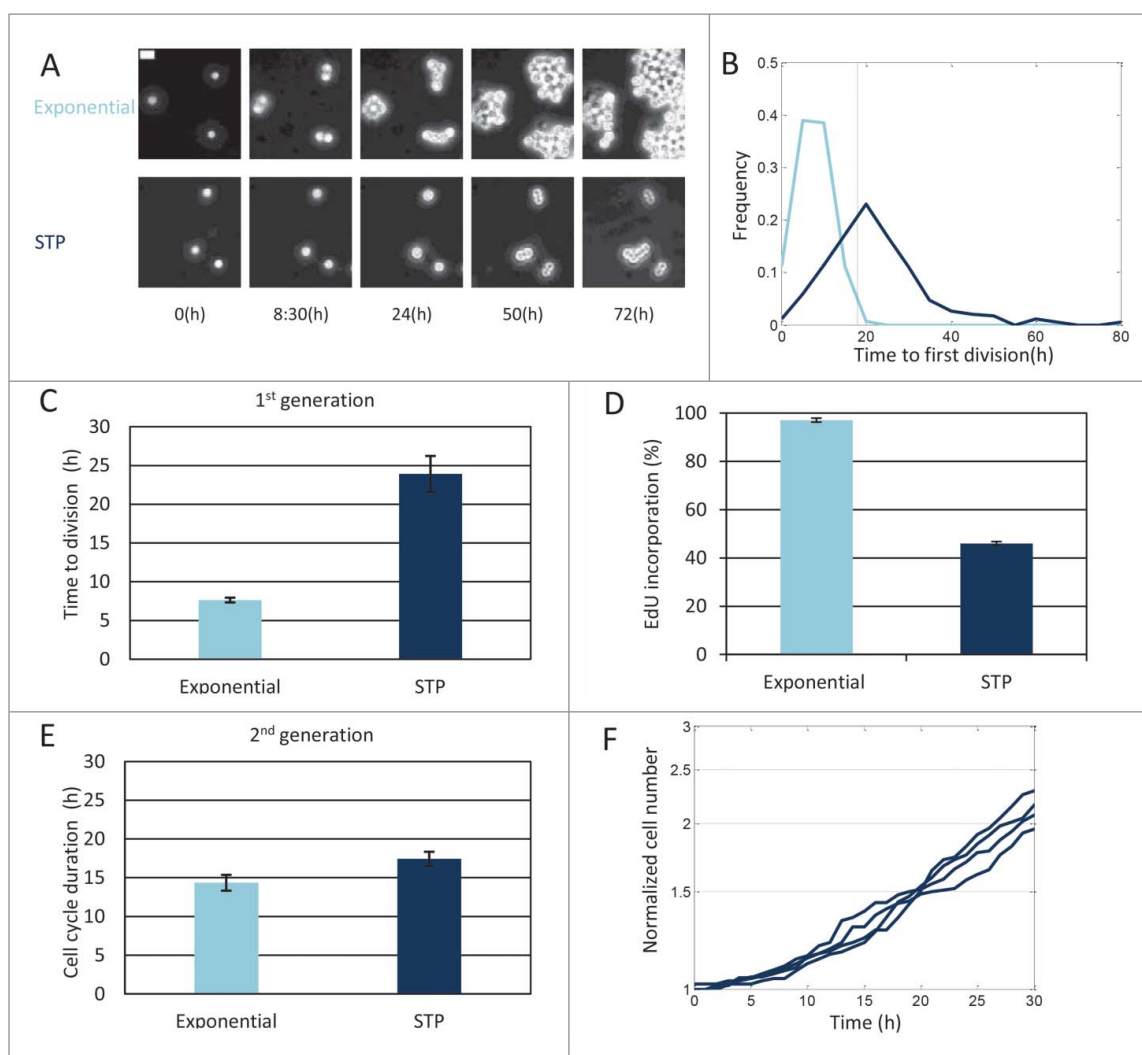 A
Exponential
STP
0(h) 8:30(h) 24(h) 50(h) 72(h)
B
0.5
0.4
0.3
0.2
0.1
0
Frequency
0 20 40 60 80
Time to first division(h)
C
1st generation
30
25
20
15
10
5
0
Time to division (h)
Exponential STP
D
100
80
60
40
20
0
EdU incorporation (%)
Exponential STP
E
2nd generation
30
25
20
15
10
5
0
Cell cycle duration (h)
Exponential STP
F
3
2.5
2
1.5
1
Normalized cell number
0 5 10 15 20 25 30
Time (h)